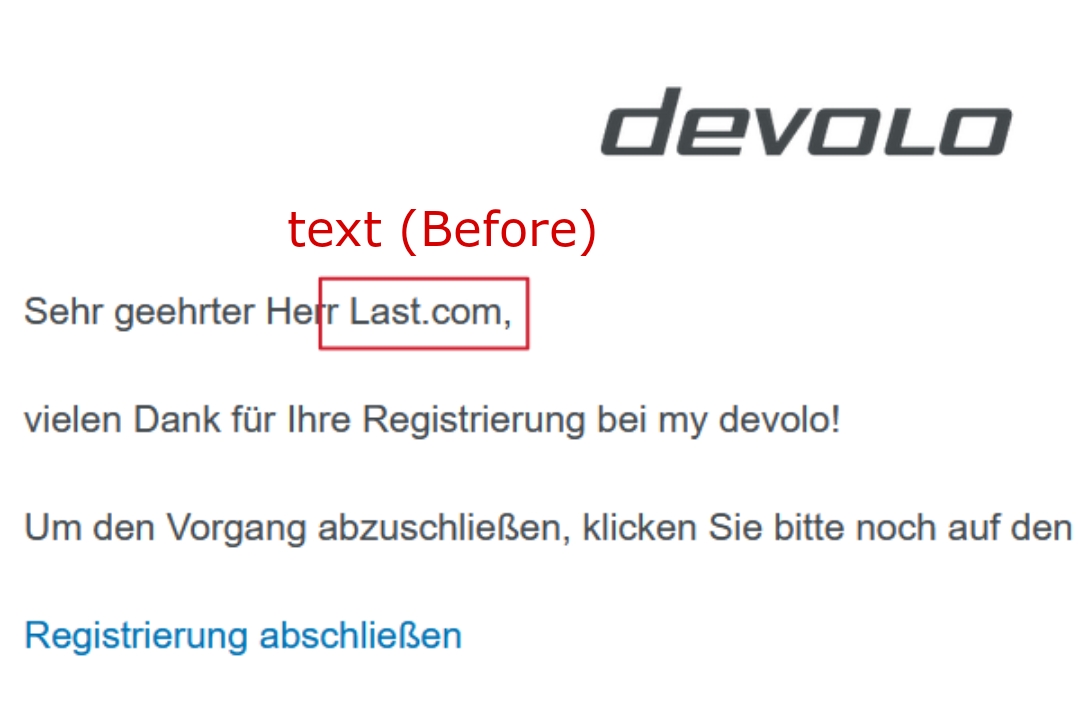 devolo
text (Before)
Sehr geehrter Herr Last.com,
vielen Dank für Ihre Registrierung bei my devolo!
Um den Vorgang abzuschließen, klicken Sie bitte noch auf den
Registrierung abschließen